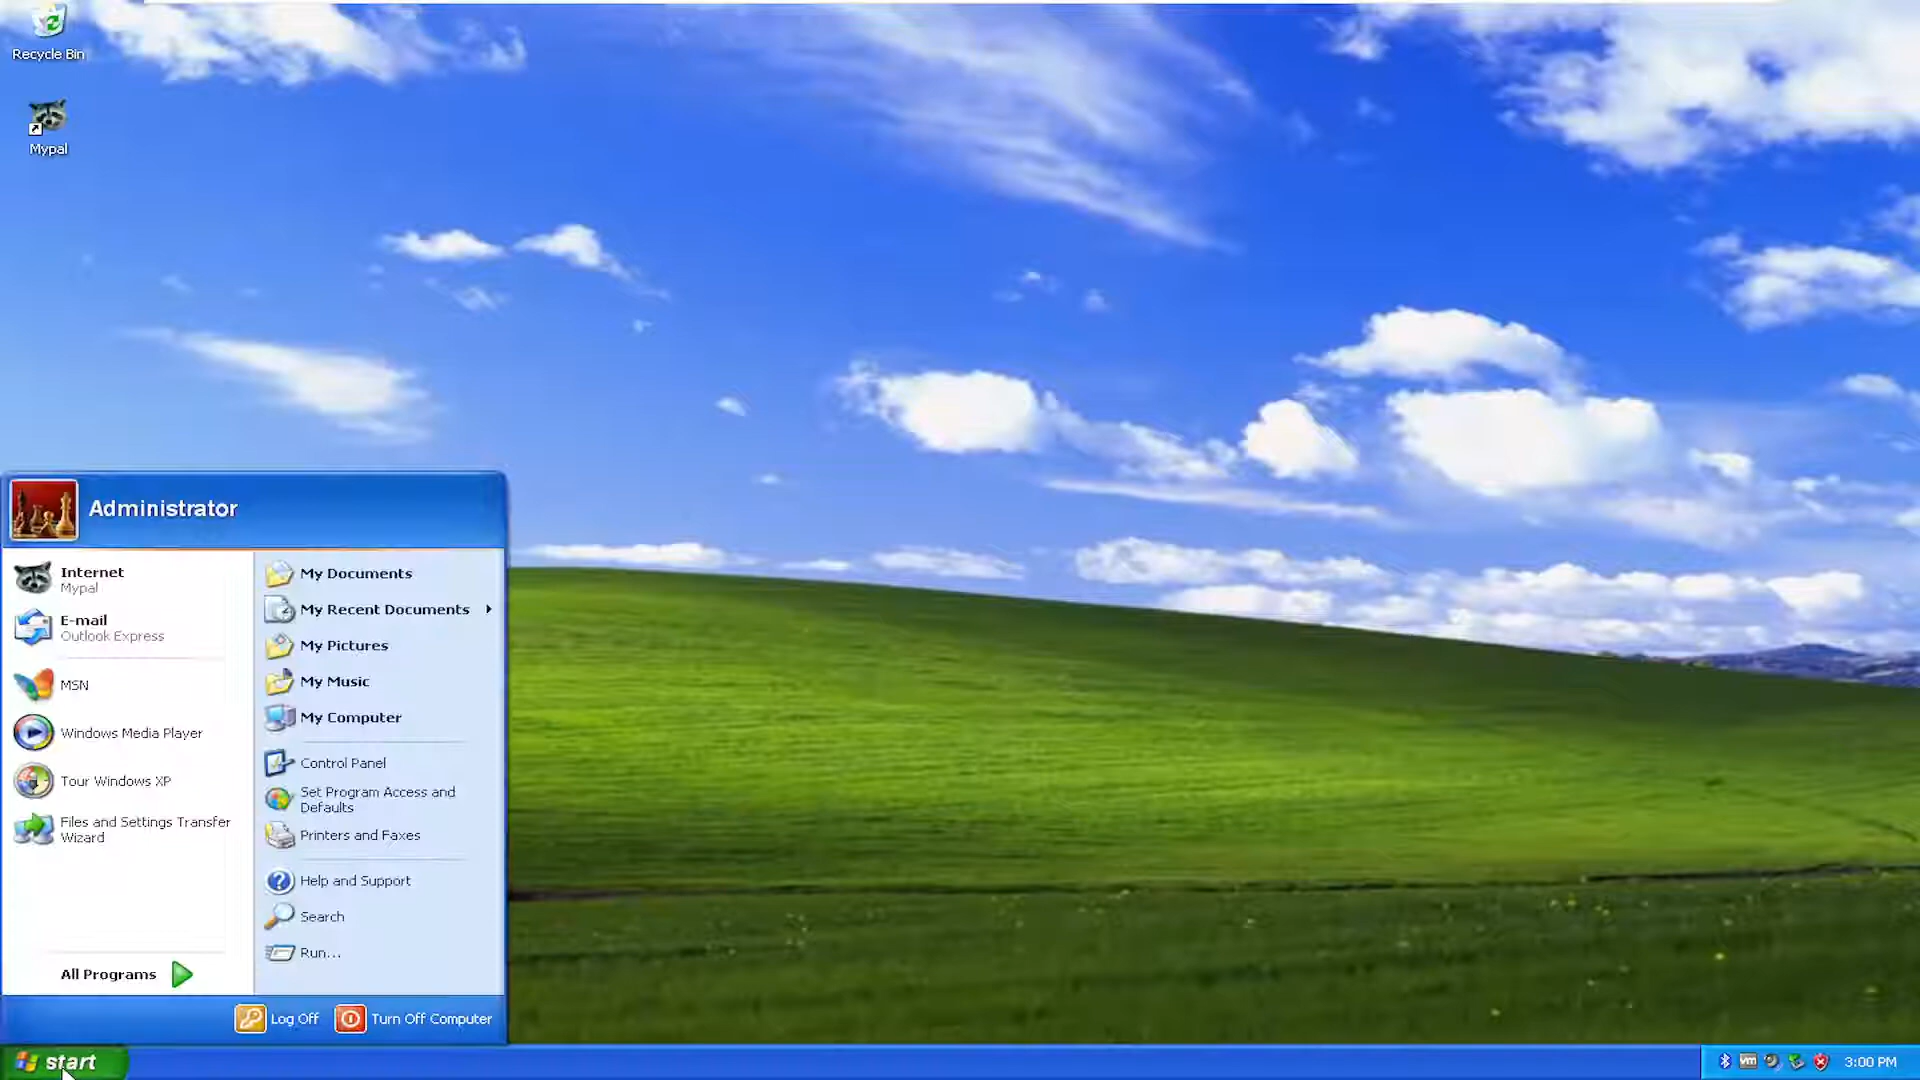 Recycle Bin
Mypal
Administrator
Internet
Mypal
E-mail
Outlook Express
MSN
Windows Media Player
Tour Windows XP
Files and Settings Transfer
Wizard
All Programs
My Documents
My Recent Documents
My Pictures
My Music
My Computer
Control Panel
Set Program Access and
Defaults
Printers and Faxes
Help and Support
Search
Run...
Log Off
Turn Off Computer
start
vm
3:00 PM